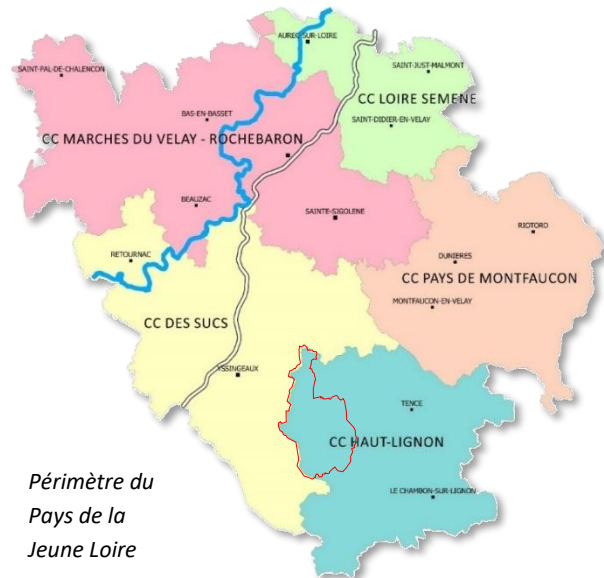 AUREC-SUR-LOIRE
SAINT-PAL-DE-CHALENCON
SAINT-JUST-MALMONT
CC LOIRE SEMENE
BAS-EN-BASSET
SAINT-DIDIER-EN-VELAY
CC MARCHES DU VELAY - ROCHEBARON
BEAUZAC
SAINTE-SIGOLENE
RIOTORD
RETOURNAC
DUNIERES
CC PAYS DE MONTFAUCON
MONTFAUCON-EN-VELAY
CC DES SUCS
YSSINGEAUX
TENCE
CC HAUT-LIGNON
LE CHAMBON-SUR-LIGNON
Périmètre du
Pays de la
Jeune Loire